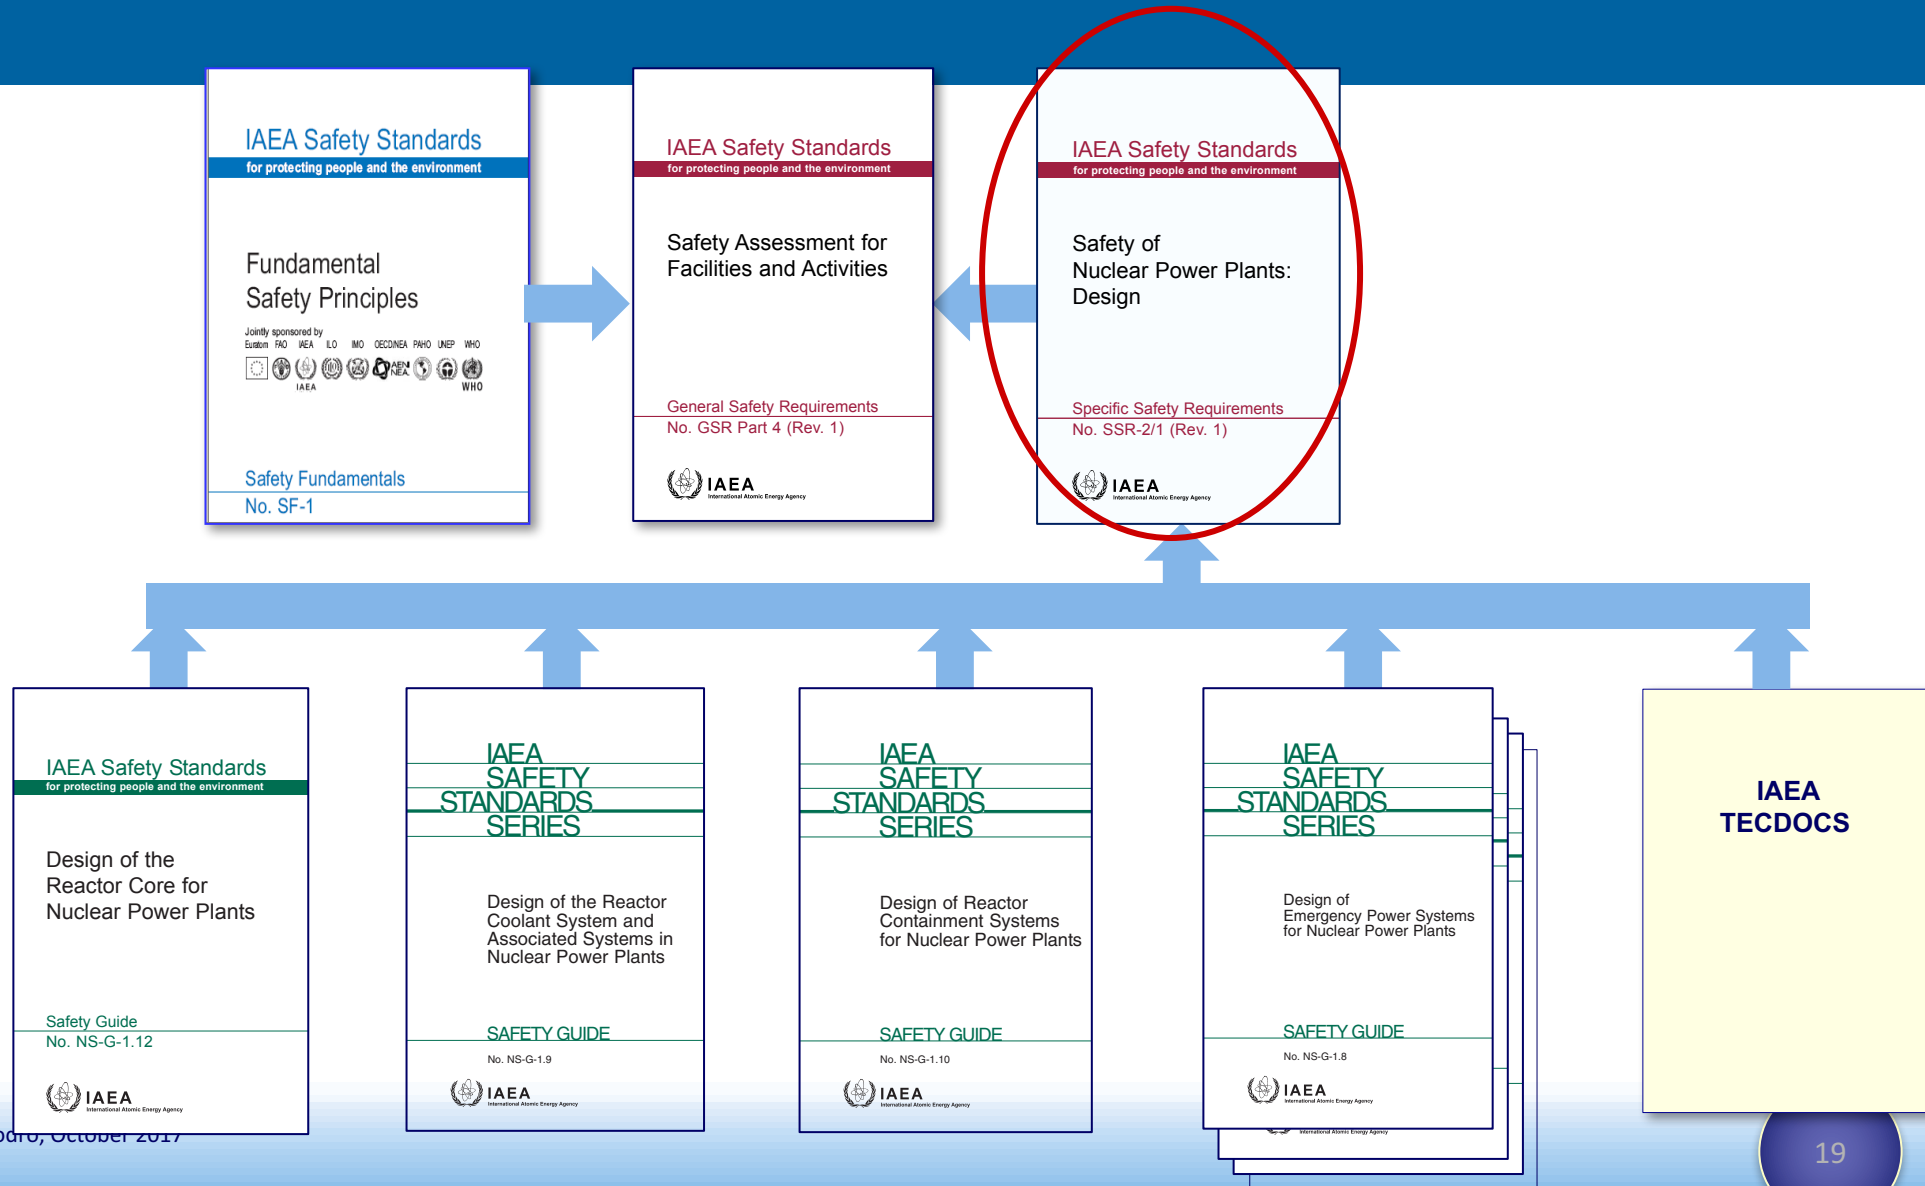 IAEA Safety Standards
for protecting people and the environment
Fundamental
Safety Principles
Jointly sponsored by
Euratom FAO IAEA ILO IMO OECD/NEA PAHO UNEP WHO
AEN
NEA
IAEA
WHO
Safety Fundamentals
No. SF-1
IAEA Safety Standards
for protecting people and the environment
Safety Assessment for
Facilities and Activities
General Safety Requirements
No. GSR Part 4 (Rev. 1)
IAEA
International Atomic Energy Agency
IAEA Safety Standards
for protecting people and the environment
Safety of
Nuclear Power Plants:
Design
Specific Safety Requirements
No. SSR-2/1 (Rev. 1)
IAEA
International Atomic Energy Agency
IAEA Safety Standards
for protecting people and the environment
Design of the
Reactor Core for
Nuclear Power Plants
Safety Guide
No. NS-G-1.12
IAEA
International Atomic Energy Agency
IAEA
SAFETY
STANDARDS
SERIES
Design of the Reactor
Coolant System and
Associated Systems in
Nuclear Power Plants
SAFETY GUIDE
No. NS-G-1.9
IAEA
International Atomic Energy Agency
IAEA
SAFETY
STANDARDS
SERIES
Design of Reactor
Containment Systems
for Nuclear Power Plants
SAFETY GUIDE
No. NS-G-1.10
IAEA
International Atomic Energy Agency
IAEA
SAFETY
STANDARDS
SERIES
Design of
Emergency Power Systems
for Nuclear Power Plants
SAFETY GUIDE
No. NS-G-1.8
IAEA
International Atomic Energy Agency
International Atomic Energy Agency
IAEA
TECDOCS
October 2017
19